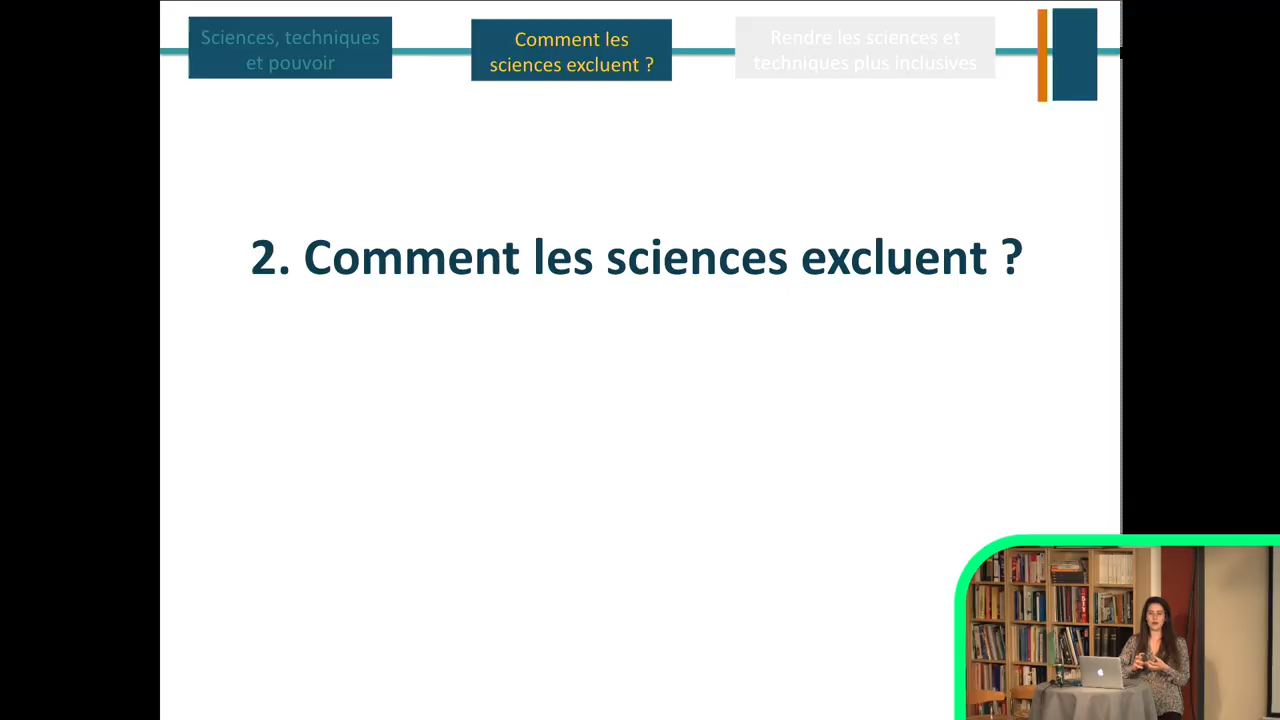 Sciences, techniques
et pouvoir
Comment les
sciences excluent ?
Rendre les sciences et
techniques plus inclusives
2. Comment les sciences excluent ?